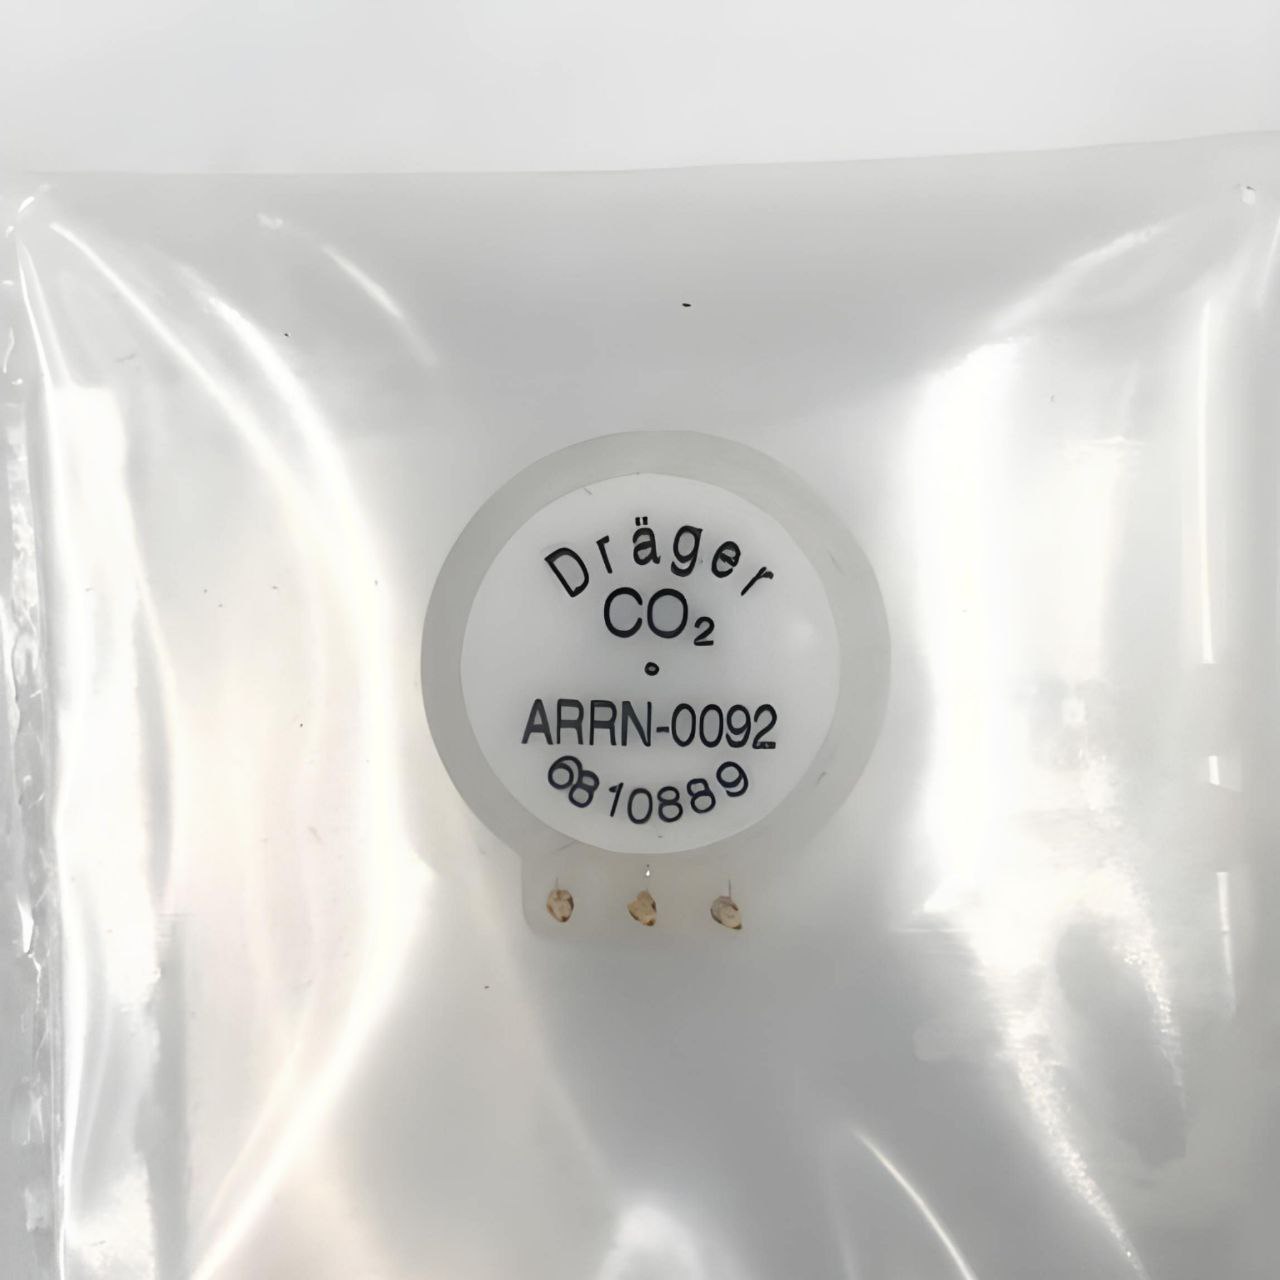 Dräger
CO₂
ARRN-0092
6810889